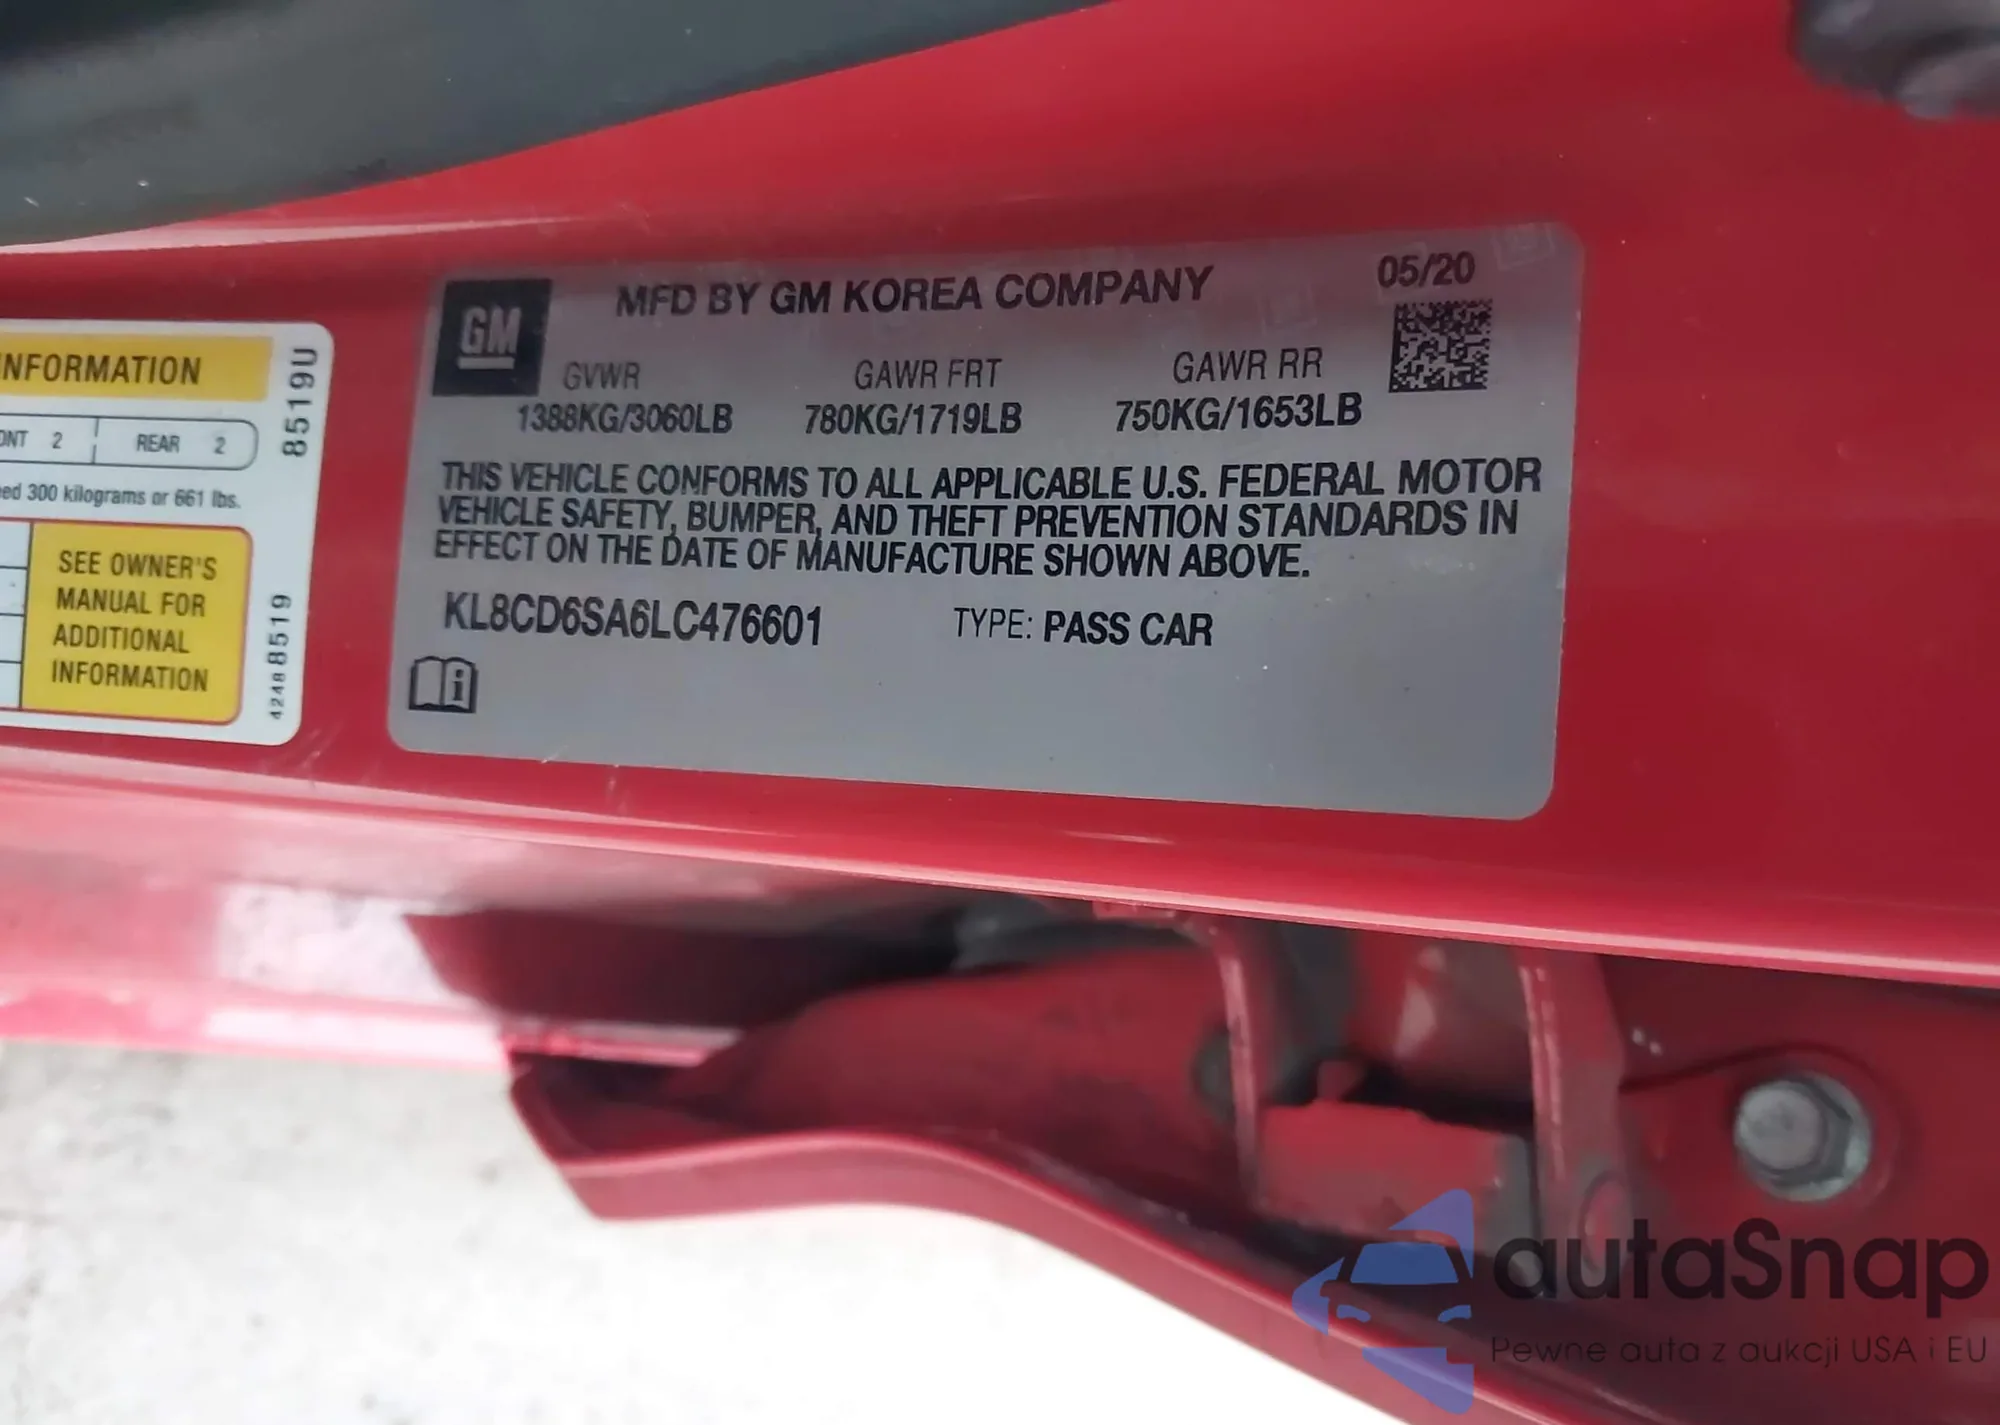 INFORMATION
ONT 2 REAR 2
ed 300 kilograms or 661 lbs.
SEE OWNER'S
MANUAL FOR
ADDITIONAL
INFORMATION
8519U
42488519
GM
MFD BY GM KOREA COMPANY
05/20
GVWR GAWR FRT GAWR RR
1388KG/3060LB 780KG/1719LB 750KG/1653LB
THIS VEHICLE CONFORMS TO ALL APPLICABLE U.S. FEDERAL MOTOR
VEHICLE SAFETY, BUMPER, AND THEFT PREVENTION STANDARDS IN
EFFECT ON THE DATE OF MANUFACTURE SHOWN ABOVE.
KL8CD6SA6LC476601 TYPE: PASS CAR
autaSnap
Pewne auta z aukcji USA i EU